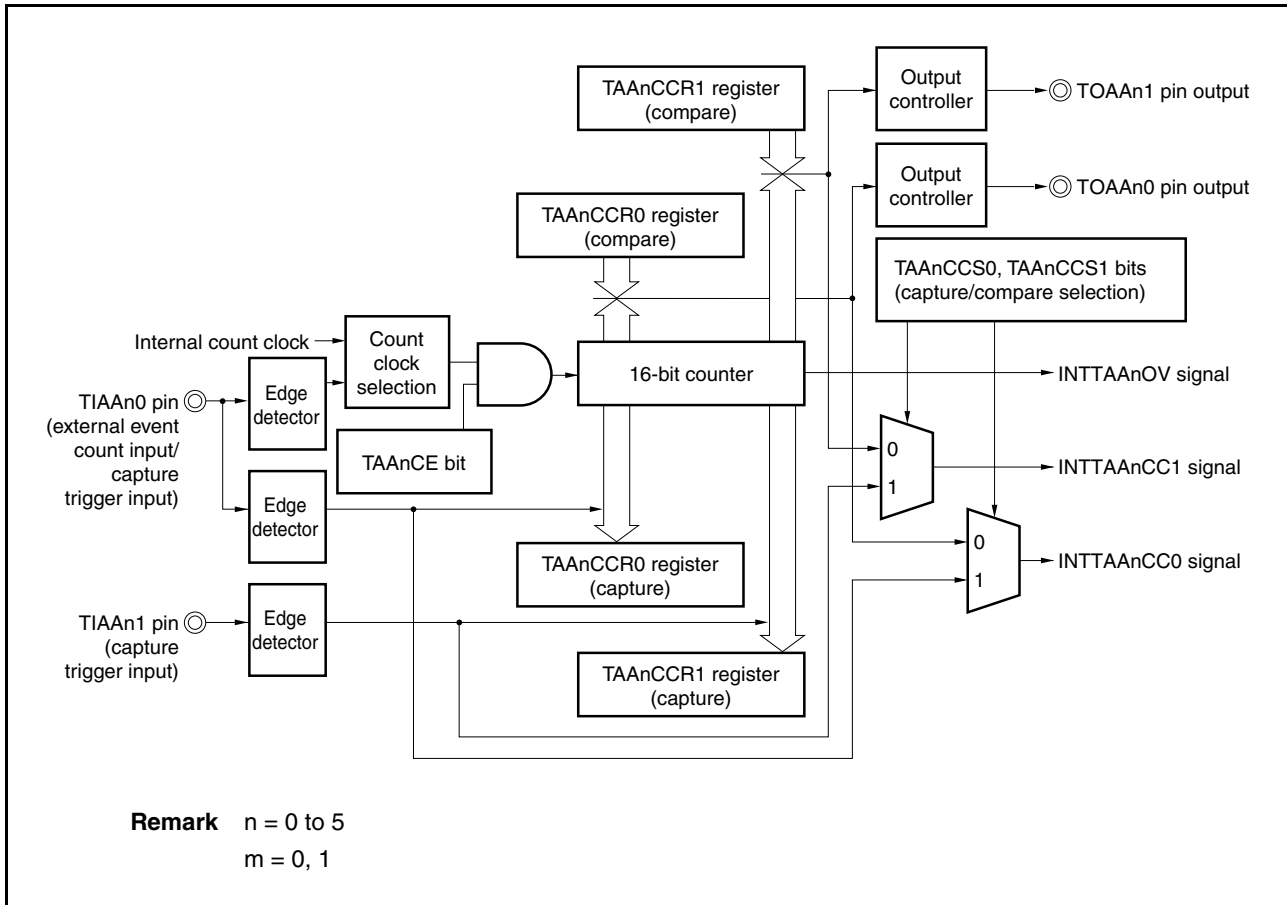 TAAnCCR1 register
(compare)
Output
controller
TOAAn1 pin output
Output
controller
TOAAn0 pin output
TAAnCCR0 register
(compare)
TAAnCCS0, TAAnCCS1 bits
(capture/compare selection)
Internal count clock
Count
clock
selection
16-bit counter
INTTAAnOV signal
TIAAn0 pin
(external event
count input/
capture
trigger input)
Edge
detector
TAAnCE bit
0
1
INTTAAnCC1 signal
Edge
detector
TAAnCCR0 register
(capture)
0
1
INTTAAnCC0 signal
TIAAn1 pin
(capture
trigger input)
Edge
detector
TAAnCCR1 register
(capture)
Remark n = 0 to 5
m = 0, 1